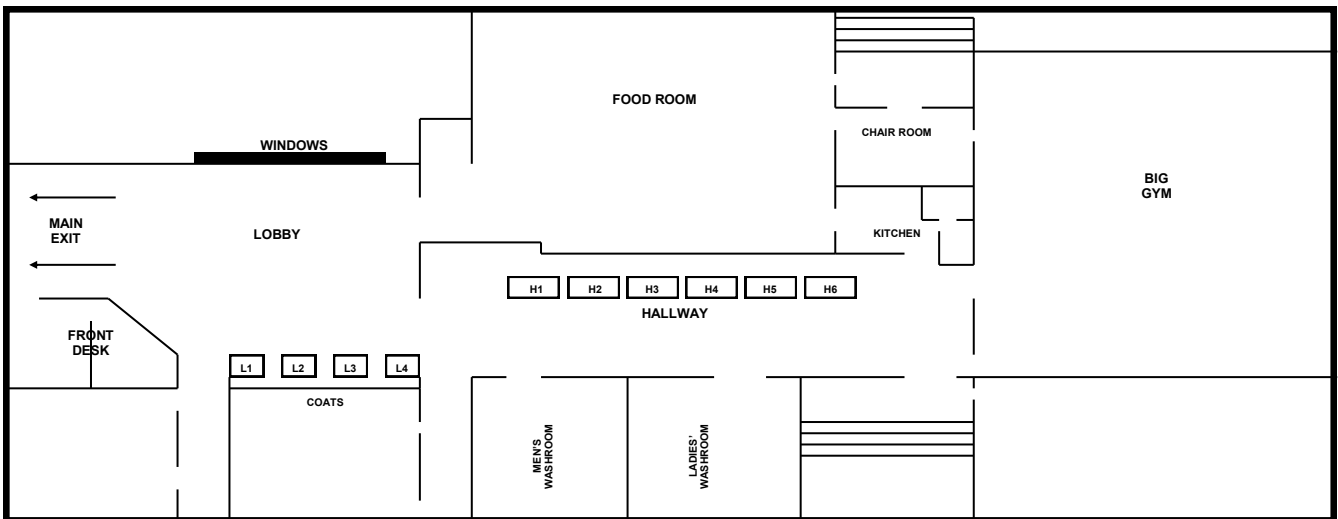 FOOD ROOM
CHAIR ROOM
WINDOWS
BIG
GYM
MAIN
EXIT
LOBBY
KITCHEN
H1
H2
H3
H4
H5
H6
HALLWAY
FRONT
DESK
L1
L2
L3
L4
COATS
MEN'S
WASHROOM
LADIES'
WASHROOM